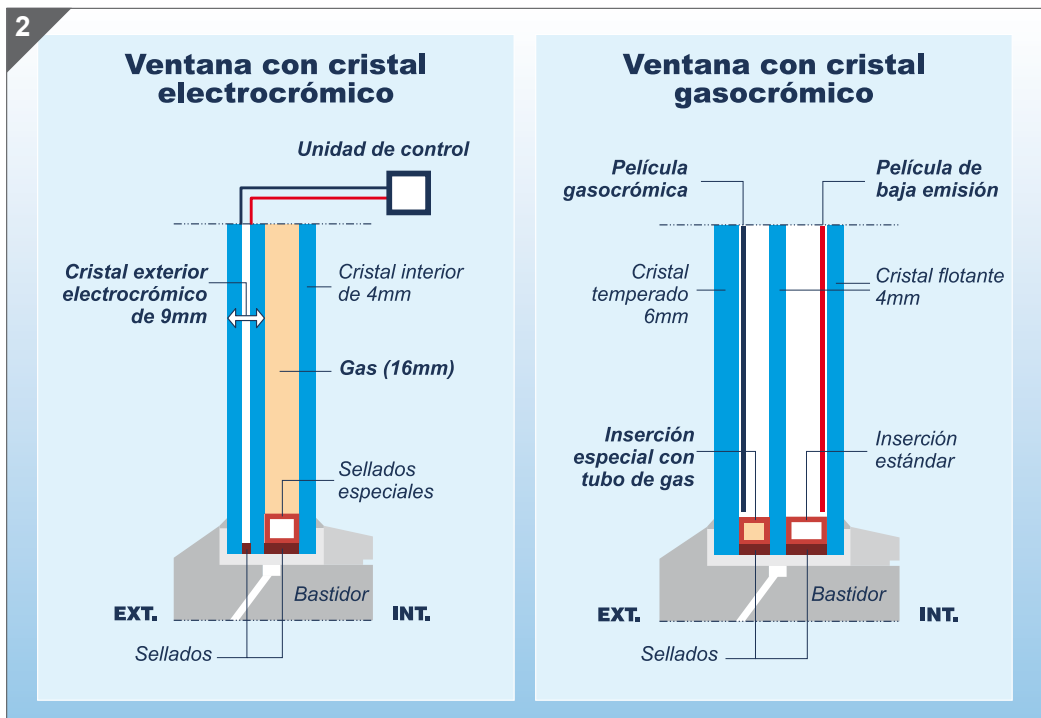 2
Ventana con cristal
electrocrómico
Unidad de control
Cristal exterior
electrocrómico
de 9mm
Cristal interior
de 4mm
Gas (16mm)
Sellados
especiales
Bastidor
EXT.
INT.
Sellados
Ventana con cristal
gasocrómico
Película
gasocrómica
Película de
baja emisión
Cristal
temperado
6mm
Cristal flotante
4mm
Inserción
especial con
tubo de gas
Inserción
estándar
Bastidor
EXT.
INT.
Sellados